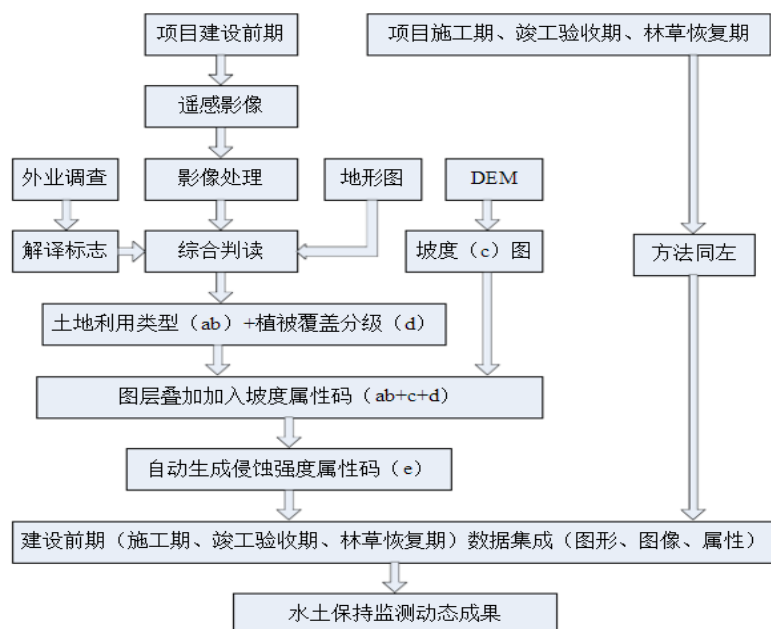 项目建设前期
项目施工期、竣工验收期、林草恢复期
遥感影像
外业调查
影像处理
地形图
DEM
解译标志
综合判读
坡度（c）图
方法同左
土地利用类型（ab）+植被覆盖分级（d）
图层叠加加入坡度属性码（ab+c+d）
自动生成侵蚀强度属性码（e）
建设前期（施工期、竣工验收期、林草恢复期）数据集成（图形、图像、属性）
水土保持监测动态成果